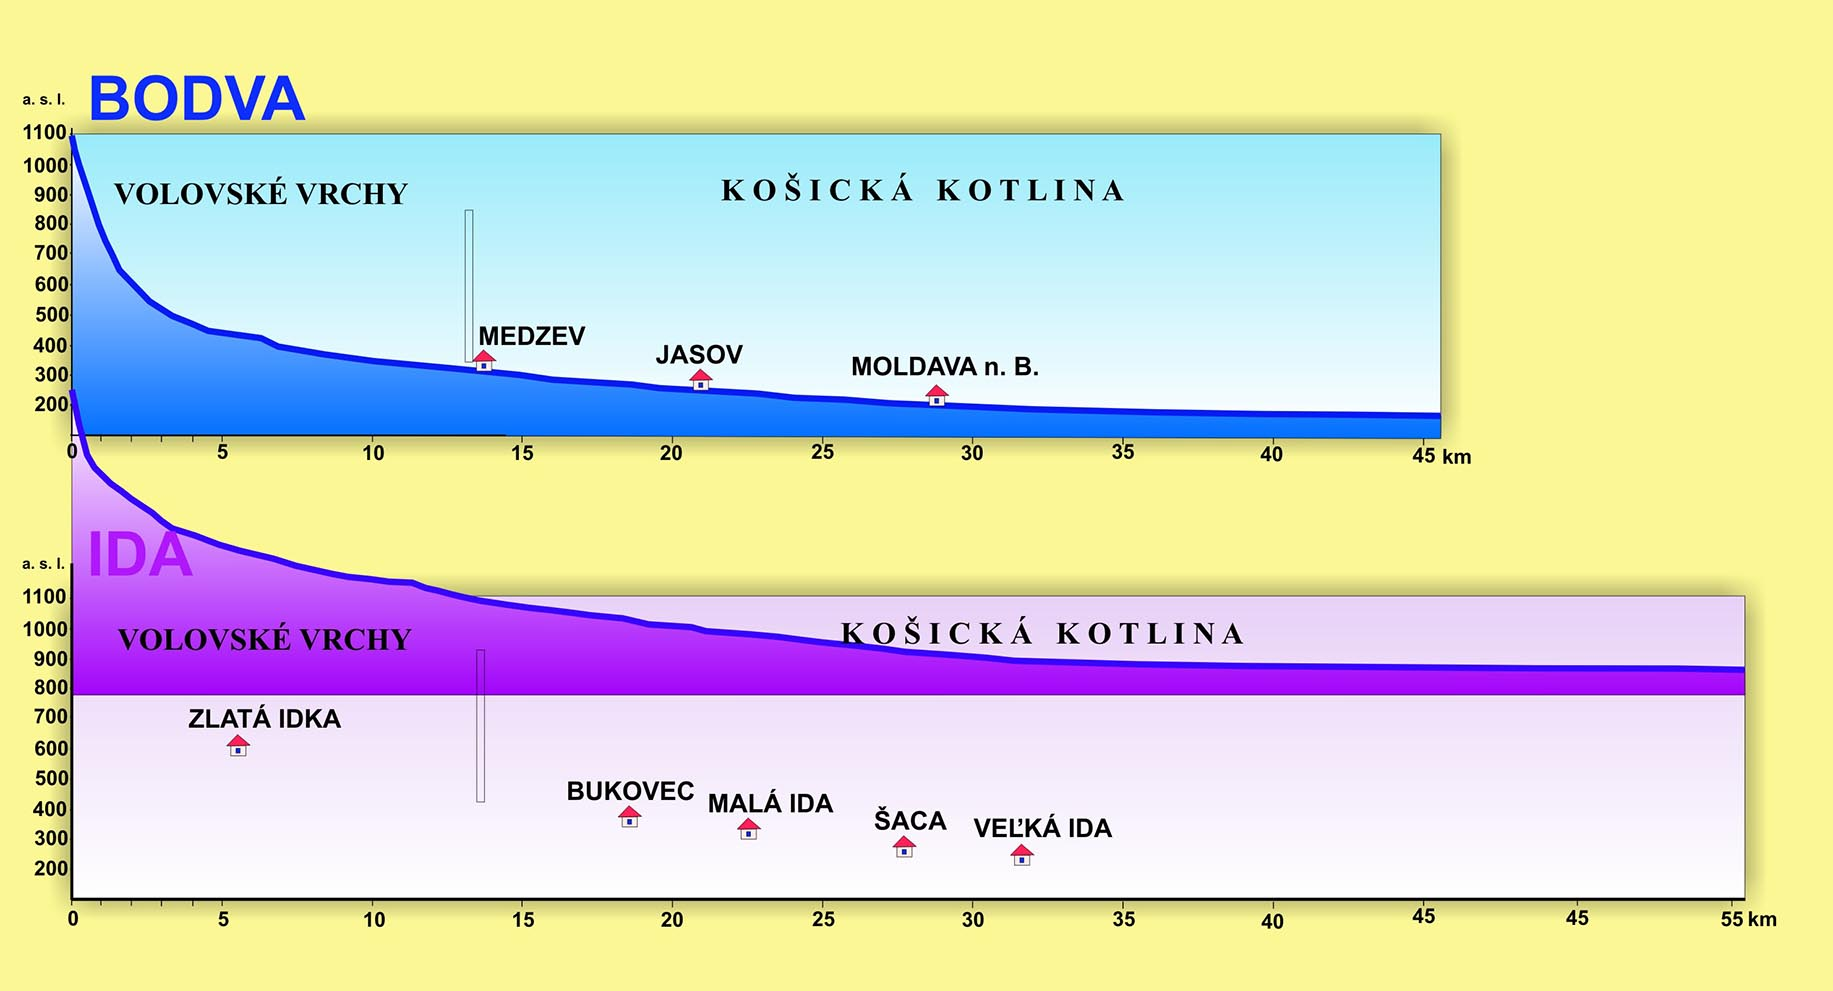 BODVA
a. s. l.
1100
1000
900
800
700
600
500
400
300
200
VOLOVSKÉ VRCHY
KOŠICKÁ KOTLINA
MEDZEV
JASOV
MOLDAVA n. B.
0 5 10 15 20 25 30 35 40 45 km
IDA
a. s. l.
1100
1000
900
800
700
600
500
400
300
200
VOLOVSKÉ VRCHY
KOŠICKÁ KOTLINA
ZLATÁ IDKA
BUKOVEC
MALÁ IDA
ŠACA
VEĽKÁ IDA
0 5 10 15 20 25 30 35 40 45 45 55 km